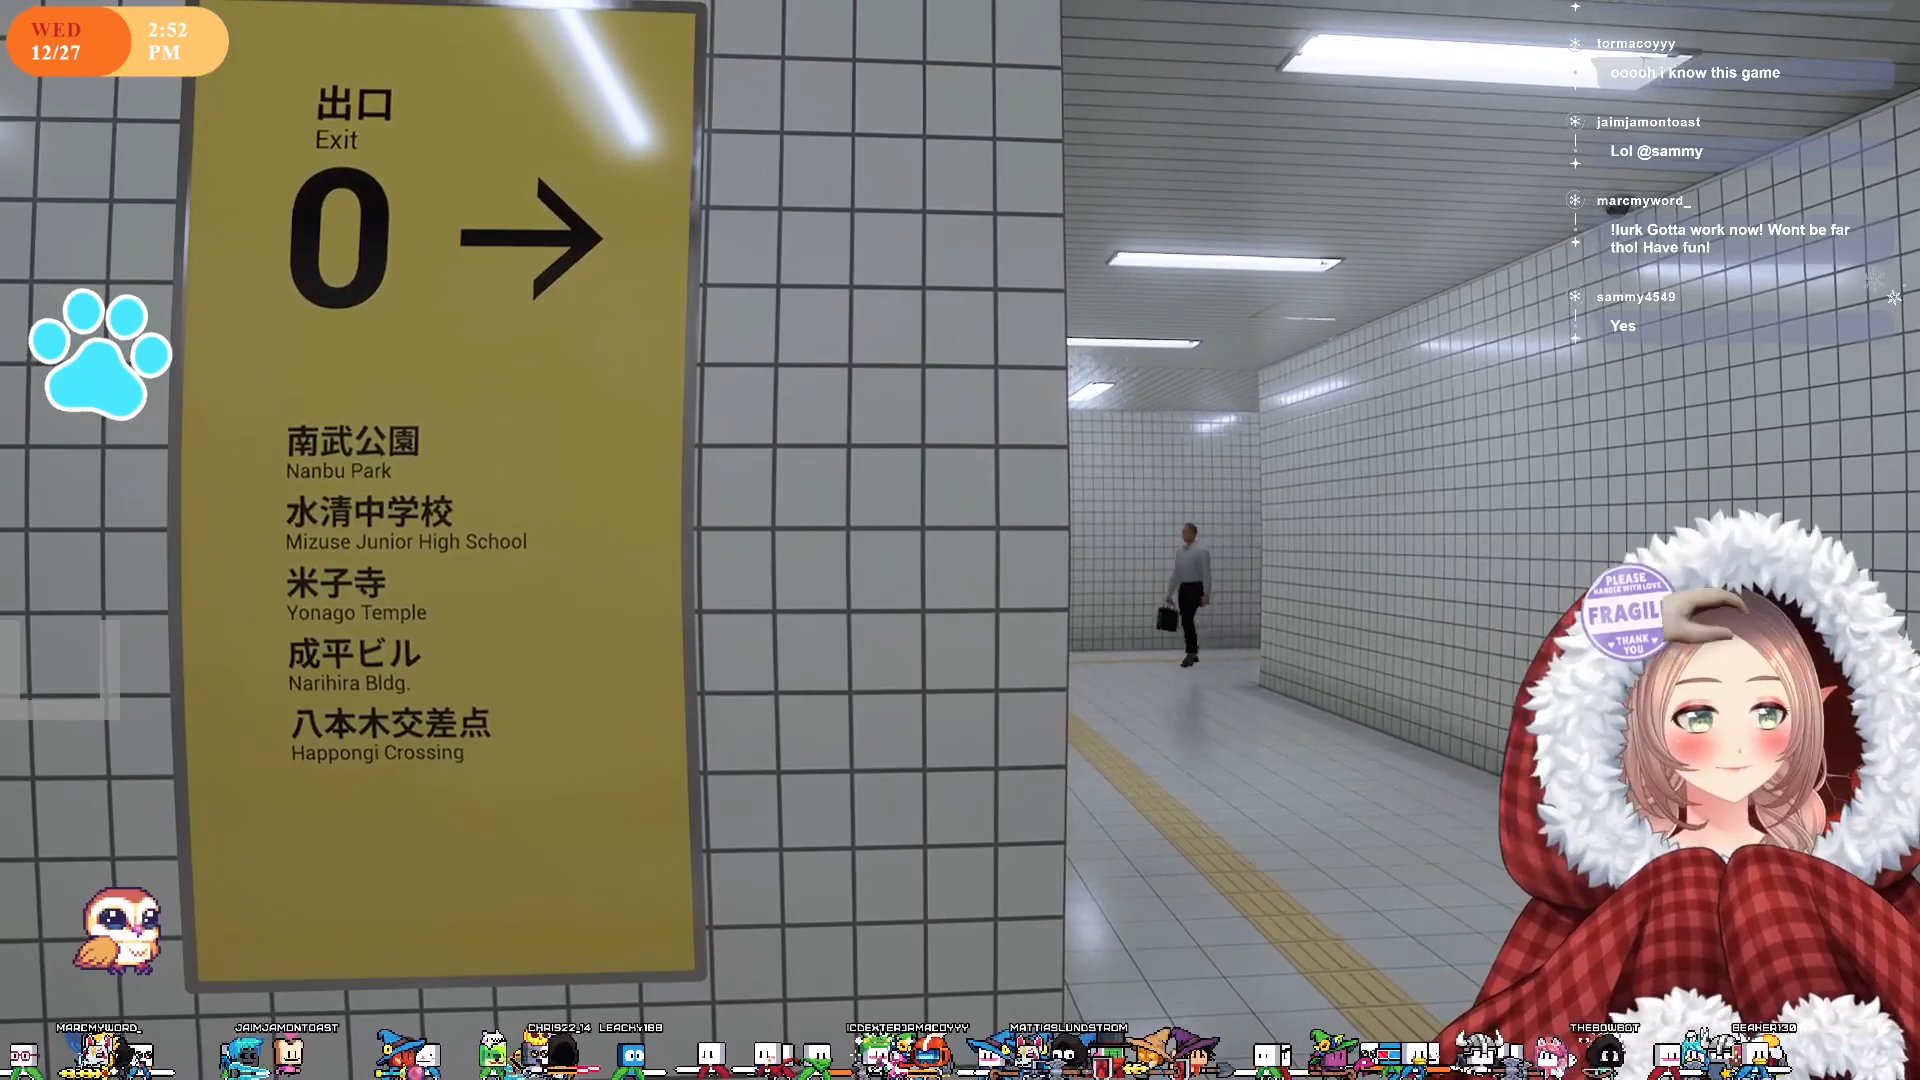 WED
12/27
2:52
PM
出口
Exit
0
南武公園
Nanbu Park
水清中学校
Mizuse Junior High School
米子寺
Yonago Temple
成平ビル
Narihira Bldg.
八本木交差点
Happongi Crossing
tormacoyyy
ooooh i know this game
jaimjamontoast
Lol @sammy
marcmyword_
!lurk Gotta work now! Wont be far
tho! Have fun!
sammy4549
Yes
PLEASE
HANDLE WITH LOVE
FRAGIL
THANK
YOU
MARCMYWORD_
JAIMJAMONTOAST
CHRIS22_14
LEACHY188
MATTIASLUNDSTROM
THEBOWBOT
BEAKER130